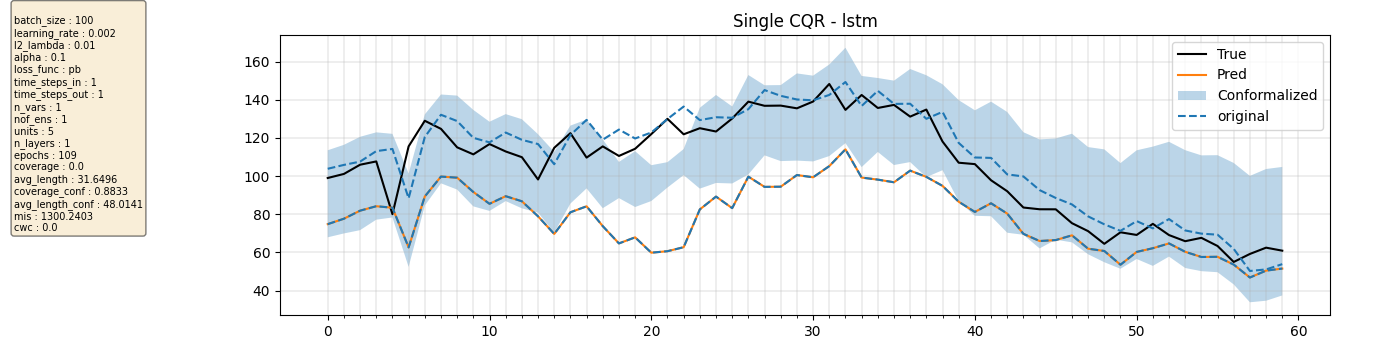 batch_size : 100
learning_rate : 0.002
l2_lambda : 0.01
alpha : 0.1
loss_func : pb
time_steps_in : 1
time_steps_out : 1
n_vars : 1
nof_ens : 1
units : 5
n_layers : 1
epochs : 109
coverage : 0.0
avg_length : 31.6496
coverage_conf : 0.8833
avg_length_conf : 48.0141
mis : 1300.2403
cwc : 0.0
Single CQR - lstm
160
140
120
100
80
60
40
0 10 20 30 40 50 60
True
Pred
Conformalized
original